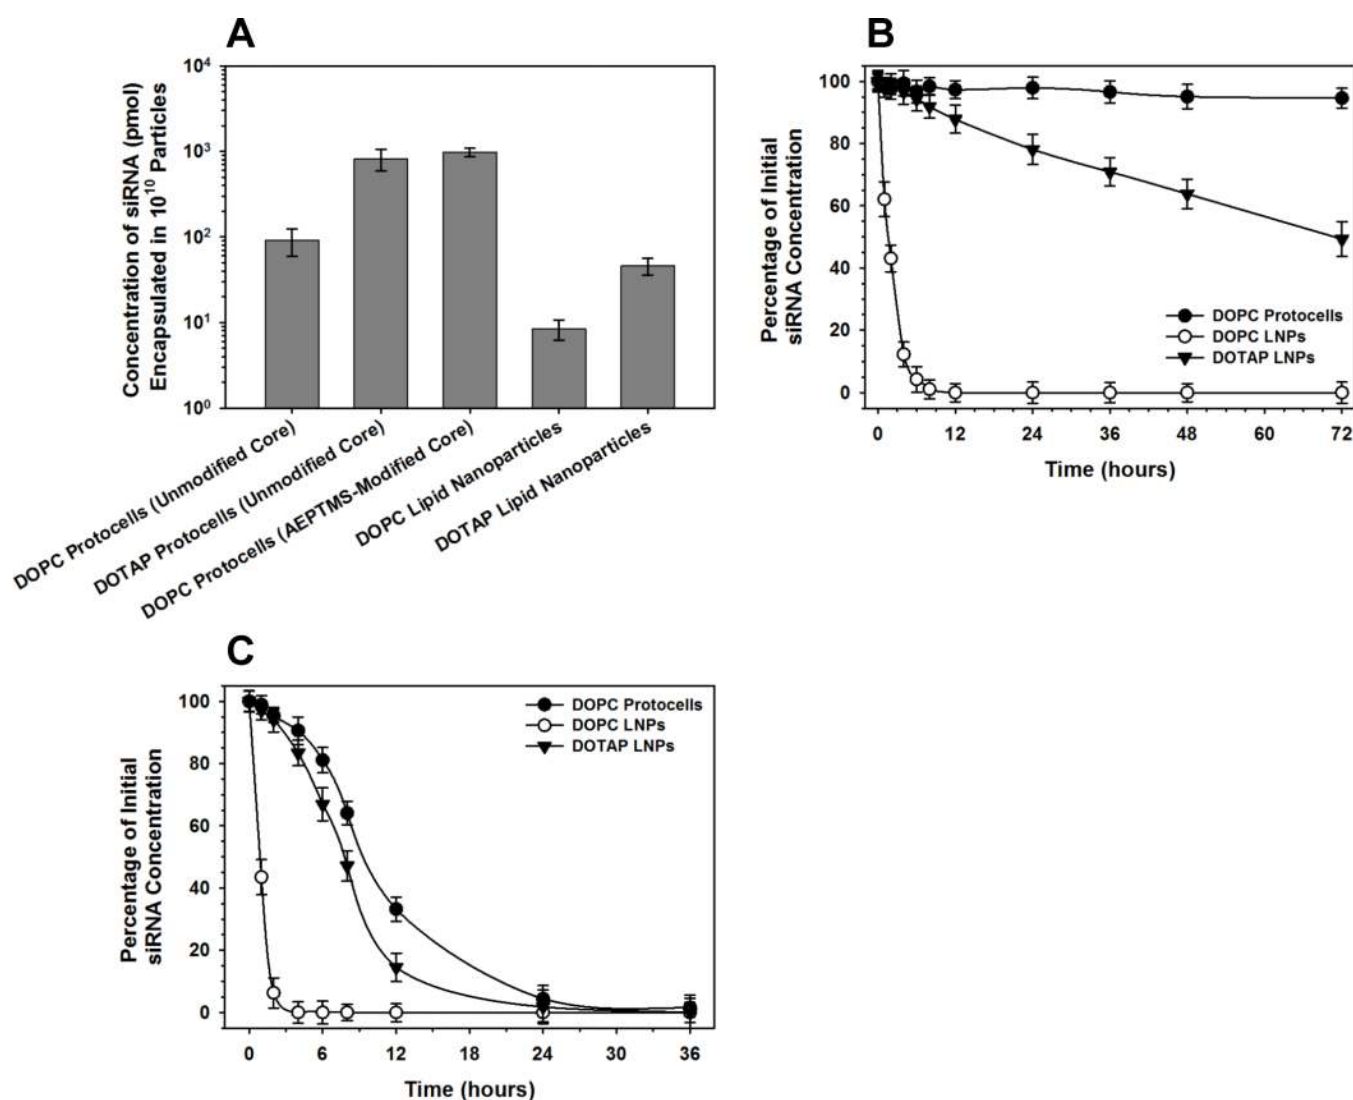 A
Concentration of siRNA (pmol)
Encapsulated in 10¹⁰ Particles
10⁴
10³
10²
10¹
10⁰
DOPC Protocells (Unmodified Core)
DOTAP Protocells (Unmodified Core)
DOPC Protocells (AEPTMS-Modified Core)
DOPC Lipid Nanoparticles
DOTAP Lipid Nanoparticles
B
Percentage of Initial
siRNA Concentration
100
80
60
40
20
0
DOPC Protocells
DOPC LNPs
DOTAP LNPs
0 12 24 36 48 60 72
Time (hours)
C
Percentage of Initial
siRNA Concentration
100
80
60
40
20
0
DOPC Protocells
DOPC LNPs
DOTAP LNPs
0 6 12 18 24 30 36
Time (hours)